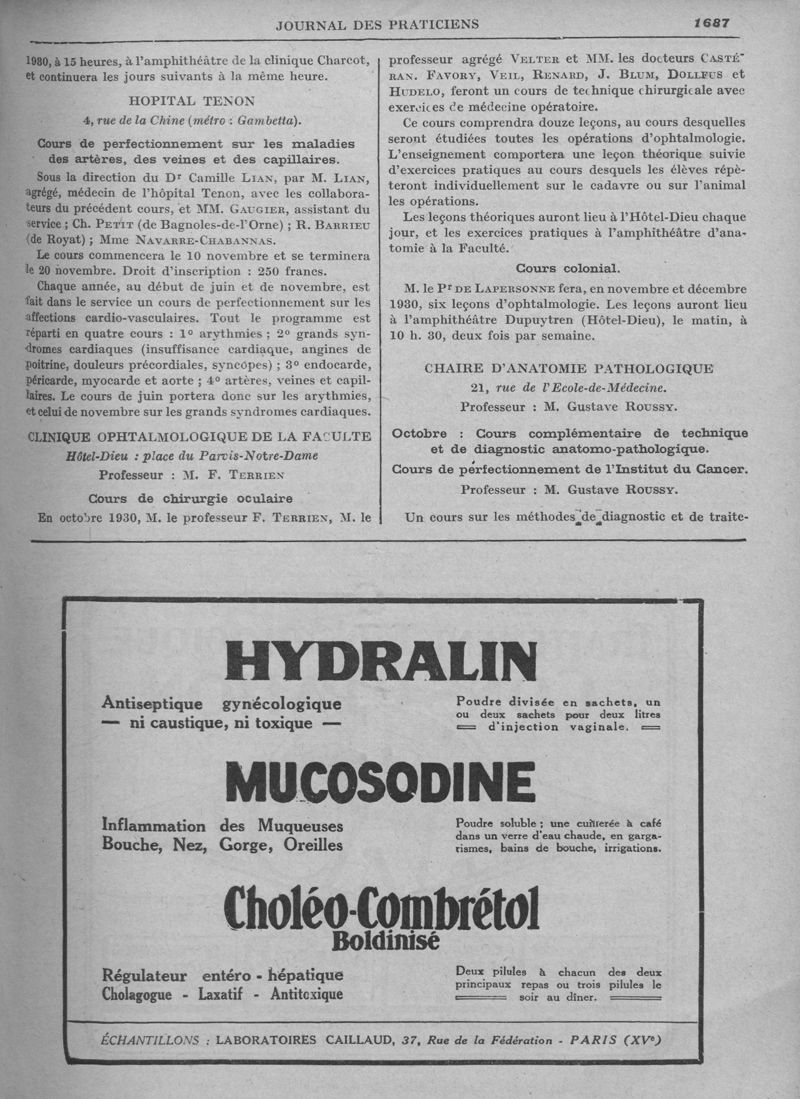 JOURNAL DES PRATICIENS 1687
1930, à 15 heures, à l'amphithéâtre de la clinique Charcot,
et continuera les jours suivants à la même heure.
HOPITAL TENON
4, rue de la Chine (métro : Gambetta).
Cours de perfectionnement sur les maladies
des artères, des veines et des capillaires.
Sous la direction du Dr Camille LIAN, par M. LIAN,
agrégé, médecin de l'hôpital Tenon, avec les collabora-
teurs du précédent cours, et MM. GAUGIER, assistant du
service ; Ch. PETIT (de Bagnoles-de-l'Orne) ; R. BARRIEU
(de Royat) ; Mme NAVARRE-CHABANNAS.
Le cours commencera le 10 novembre et se terminera
le 20 novembre. Droit d'inscription : 250 francs.
Chaque année, au début de juin et de novembre, est
fait dans le service un cours de perfectionnement sur les
affections cardio-vasculaires. Tout le programme est
réparti en quatre cours : 1º arythmies ; 2º grands syn-
dromes cardiaques (insuffisance cardiaque, angines de
poitrine, douleurs précordiales, syncopes) ; 3º endocarde,
péricarde, myocarde et aorte ; 4º artères, veines et capil-
laires. Le cours de juin portera donc sur les arythmies,
et celui de novembre sur les grands syndromes cardiaques.
CLINIQUE OPHTALMOLOGIQUE DE LA FACULTE
Hôtel-Dieu : place du Parvis-Notre-Dame
Professeur : M. F. TERRIEN
Cours de chirurgie oculaire
En octobre 1930, M. le professeur F. TERRIEN, M. le
professeur agrégé VELTER et MM. les docteurs CASTÉ-
RAN. FAVORY, VEIL, RENARD, J. BLUM, DOLLFUS et
HUDELO, feront un cours de technique chirurgicale avec
exercices de médecine opératoire.
Ce cours comprendra douze leçons, au cours desquelles
seront étudiées toutes les opérations d'ophtalmologie.
L'enseignement comportera une leçon théorique suivie
d'exercices pratiques au cours desquels les élèves répè-
teront individuellement sur le cadavre ou sur l'animal
les opérations.
Les leçons théoriques auront lieu à l'Hôtel-Dieu chaque
jour, et les exercices pratiques à l'amphithéâtre d'ana-
tomie à la Faculté.
Cours colonial.
M. le Pr DE LAPERSONNE fera, en novembre et décembre
1930, six leçons d'ophtalmologie. Les leçons auront lieu
à l'amphithéâtre Dupuytren (Hôtel-Dieu), le matin, à
10 h. 30, deux fois par semaine.
CHAIRE D'ANATOMIE PATHOLOGIQUE
21, rue de l'Ecole-de-Médecine.
Professeur : M. Gustave ROUSSY.
Octobre : Cours complémentaire de technique
et de diagnostic anatomo-pathologique.
Cours de perfectionnement de l'Institut du Cancer.
Professeur : M. Gustave ROUSSY.
Un cours sur les méthodes de diagnostic et de traite-
HYDRALIN
Antiseptique gynécologique
— ni caustique, ni toxique —
Poudre divisée en sachets, un
ou deux sachets pour deux litres
d'injection vaginale.
MUCOSODINE
Inflammation des Muqueuses
Bouche, Nez, Gorge, Oreilles
Poudre soluble ; une cuillerée à café
dans un verre d'eau chaude, en garga-
rismes, bains de bouche, irrigations.
Choléo-Combrétol
Boldinisé
Régulateur entéro-hépatique
Cholagogue - Laxatif - Antitoxique
Deux pilules à chacun des deux
principaux repas ou trois pilules le
soir au dîner.
ÉCHANTILLONS : LABORATOIRES CAILLAUD, 37, Rue de la Fédération - PARIS (XVe)